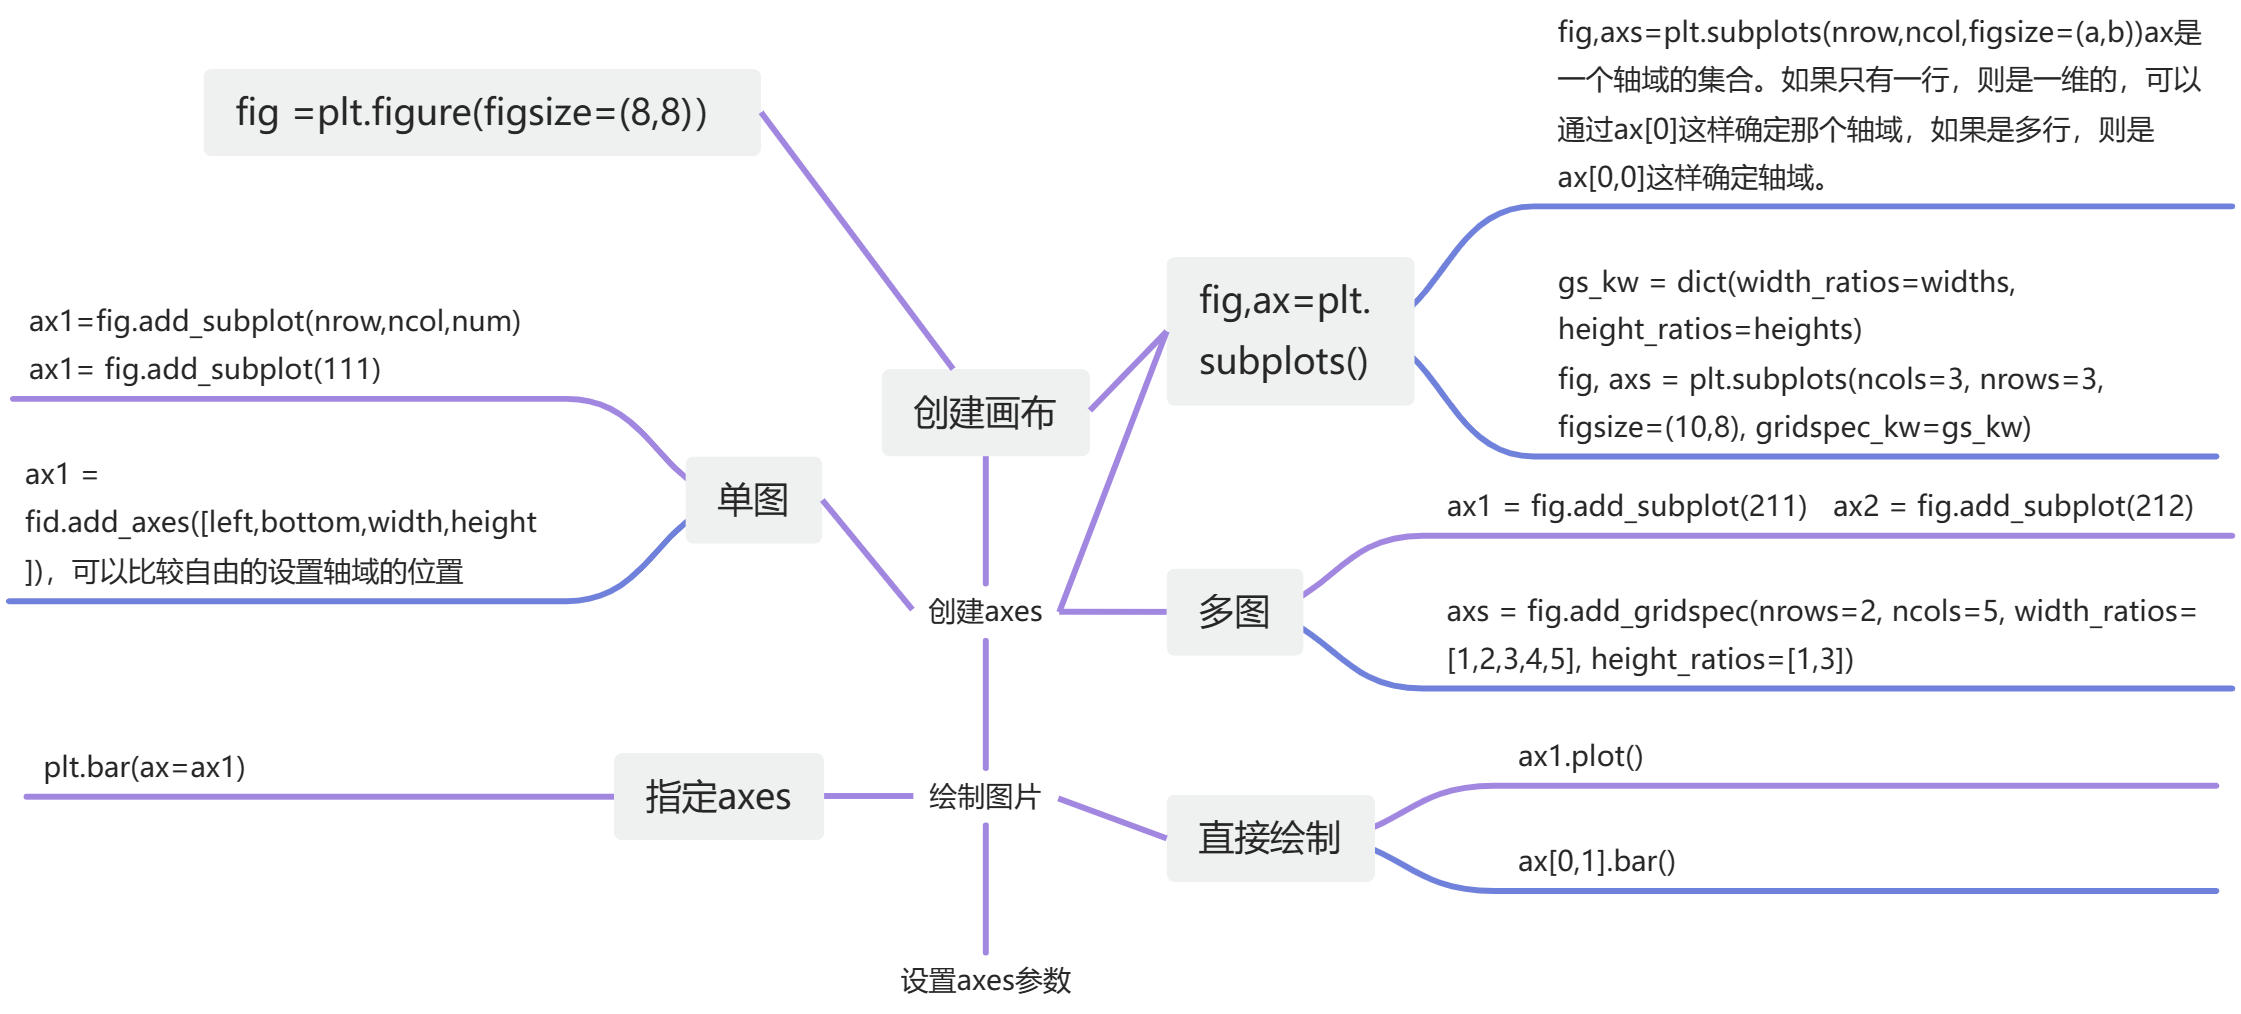 fig =plt.figure(figsize=(8,8))
fig,axs=plt.subplots(nrow,ncol,figsize=(a,b))ax是
一个轴域的集合。如果只有一行，则是一维的，可以
通过ax[0]这样确定那个轴域，如果是多行，则是
ax[0,0]这样确定轴域。
fig,ax=plt.
subplots()
gs_kw = dict(width_ratios=widths,
height_ratios=heights)
fig, axs = plt.subplots(ncols=3, nrows=3,
figsize=(10,8), gridspec_kw=gs_kw)
创建画布
ax1=fig.add_subplot(nrow,ncol,num)
ax1= fig.add_subplot(111)
单图
ax1 =
fid.add_axes([left,bottom,width,height
])，可以比较自由的设置轴域的位置
创建axes
多图
ax1 = fig.add_subplot(211)   ax2 = fig.add_subplot(212)
axs = fig.add_gridspec(nrows=2, ncols=5, width_ratios=
[1,2,3,4,5], height_ratios=[1,3])
plt.bar(ax=ax1)
指定axes
绘制图片
直接绘制
ax1.plot()
ax[0,1].bar()
设置axes参数